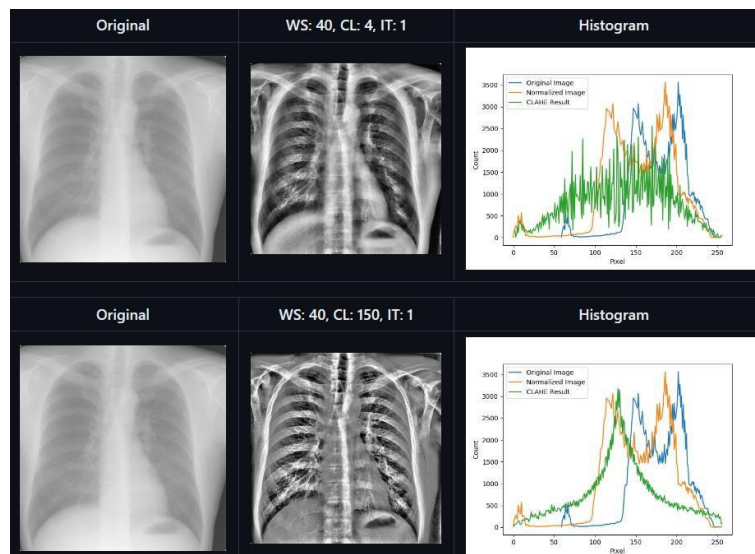 Original WS: 40, CL: 4, IT: 1 Histogram
Original Image
Normalized Image
CLAHE Result
3500
3000
2500
2000
1500
1000
500
0
Count
0 50 100 150 200 250
Pixel
Original WS: 40, CL: 150, IT: 1 Histogram
Original Image
Normalized Image
CLAHE Result
3500
3000
2500
2000
1500
1000
500
0
Count
0 50 100 150 200 250
Pixel